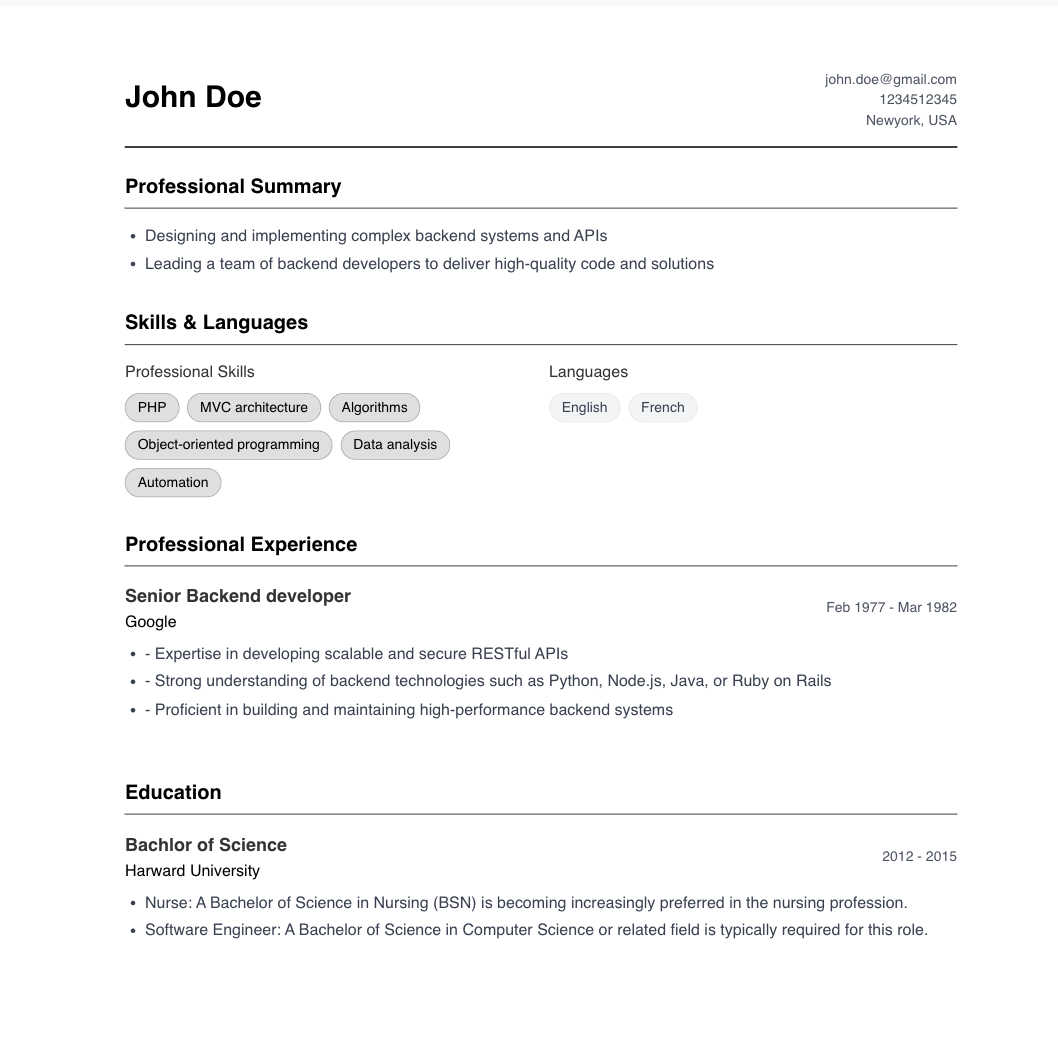 John Doe
john.doe@gmail.com
1234512345
Newyork, USA
Professional Summary
• Designing and implementing complex backend systems and APIs
• Leading a team of backend developers to deliver high-quality code and solutions
Skills & Languages
Professional Skills
PHP MVC architecture Algorithms
Object-oriented programming Data analysis
Automation
Languages
English French
Professional Experience
Senior Backend developer
Google
Feb 1977 - Mar 1982
• - Expertise in developing scalable and secure RESTful APIs
• - Strong understanding of backend technologies such as Python, Node.js, Java, or Ruby on Rails
• - Proficient in building and maintaining high-performance backend systems
Education
Bachlor of Science
Harward University
2012 - 2015
• Nurse: A Bachelor of Science in Nursing (BSN) is becoming increasingly preferred in the nursing profession.
• Software Engineer: A Bachelor of Science in Computer Science or related field is typically required for this role.